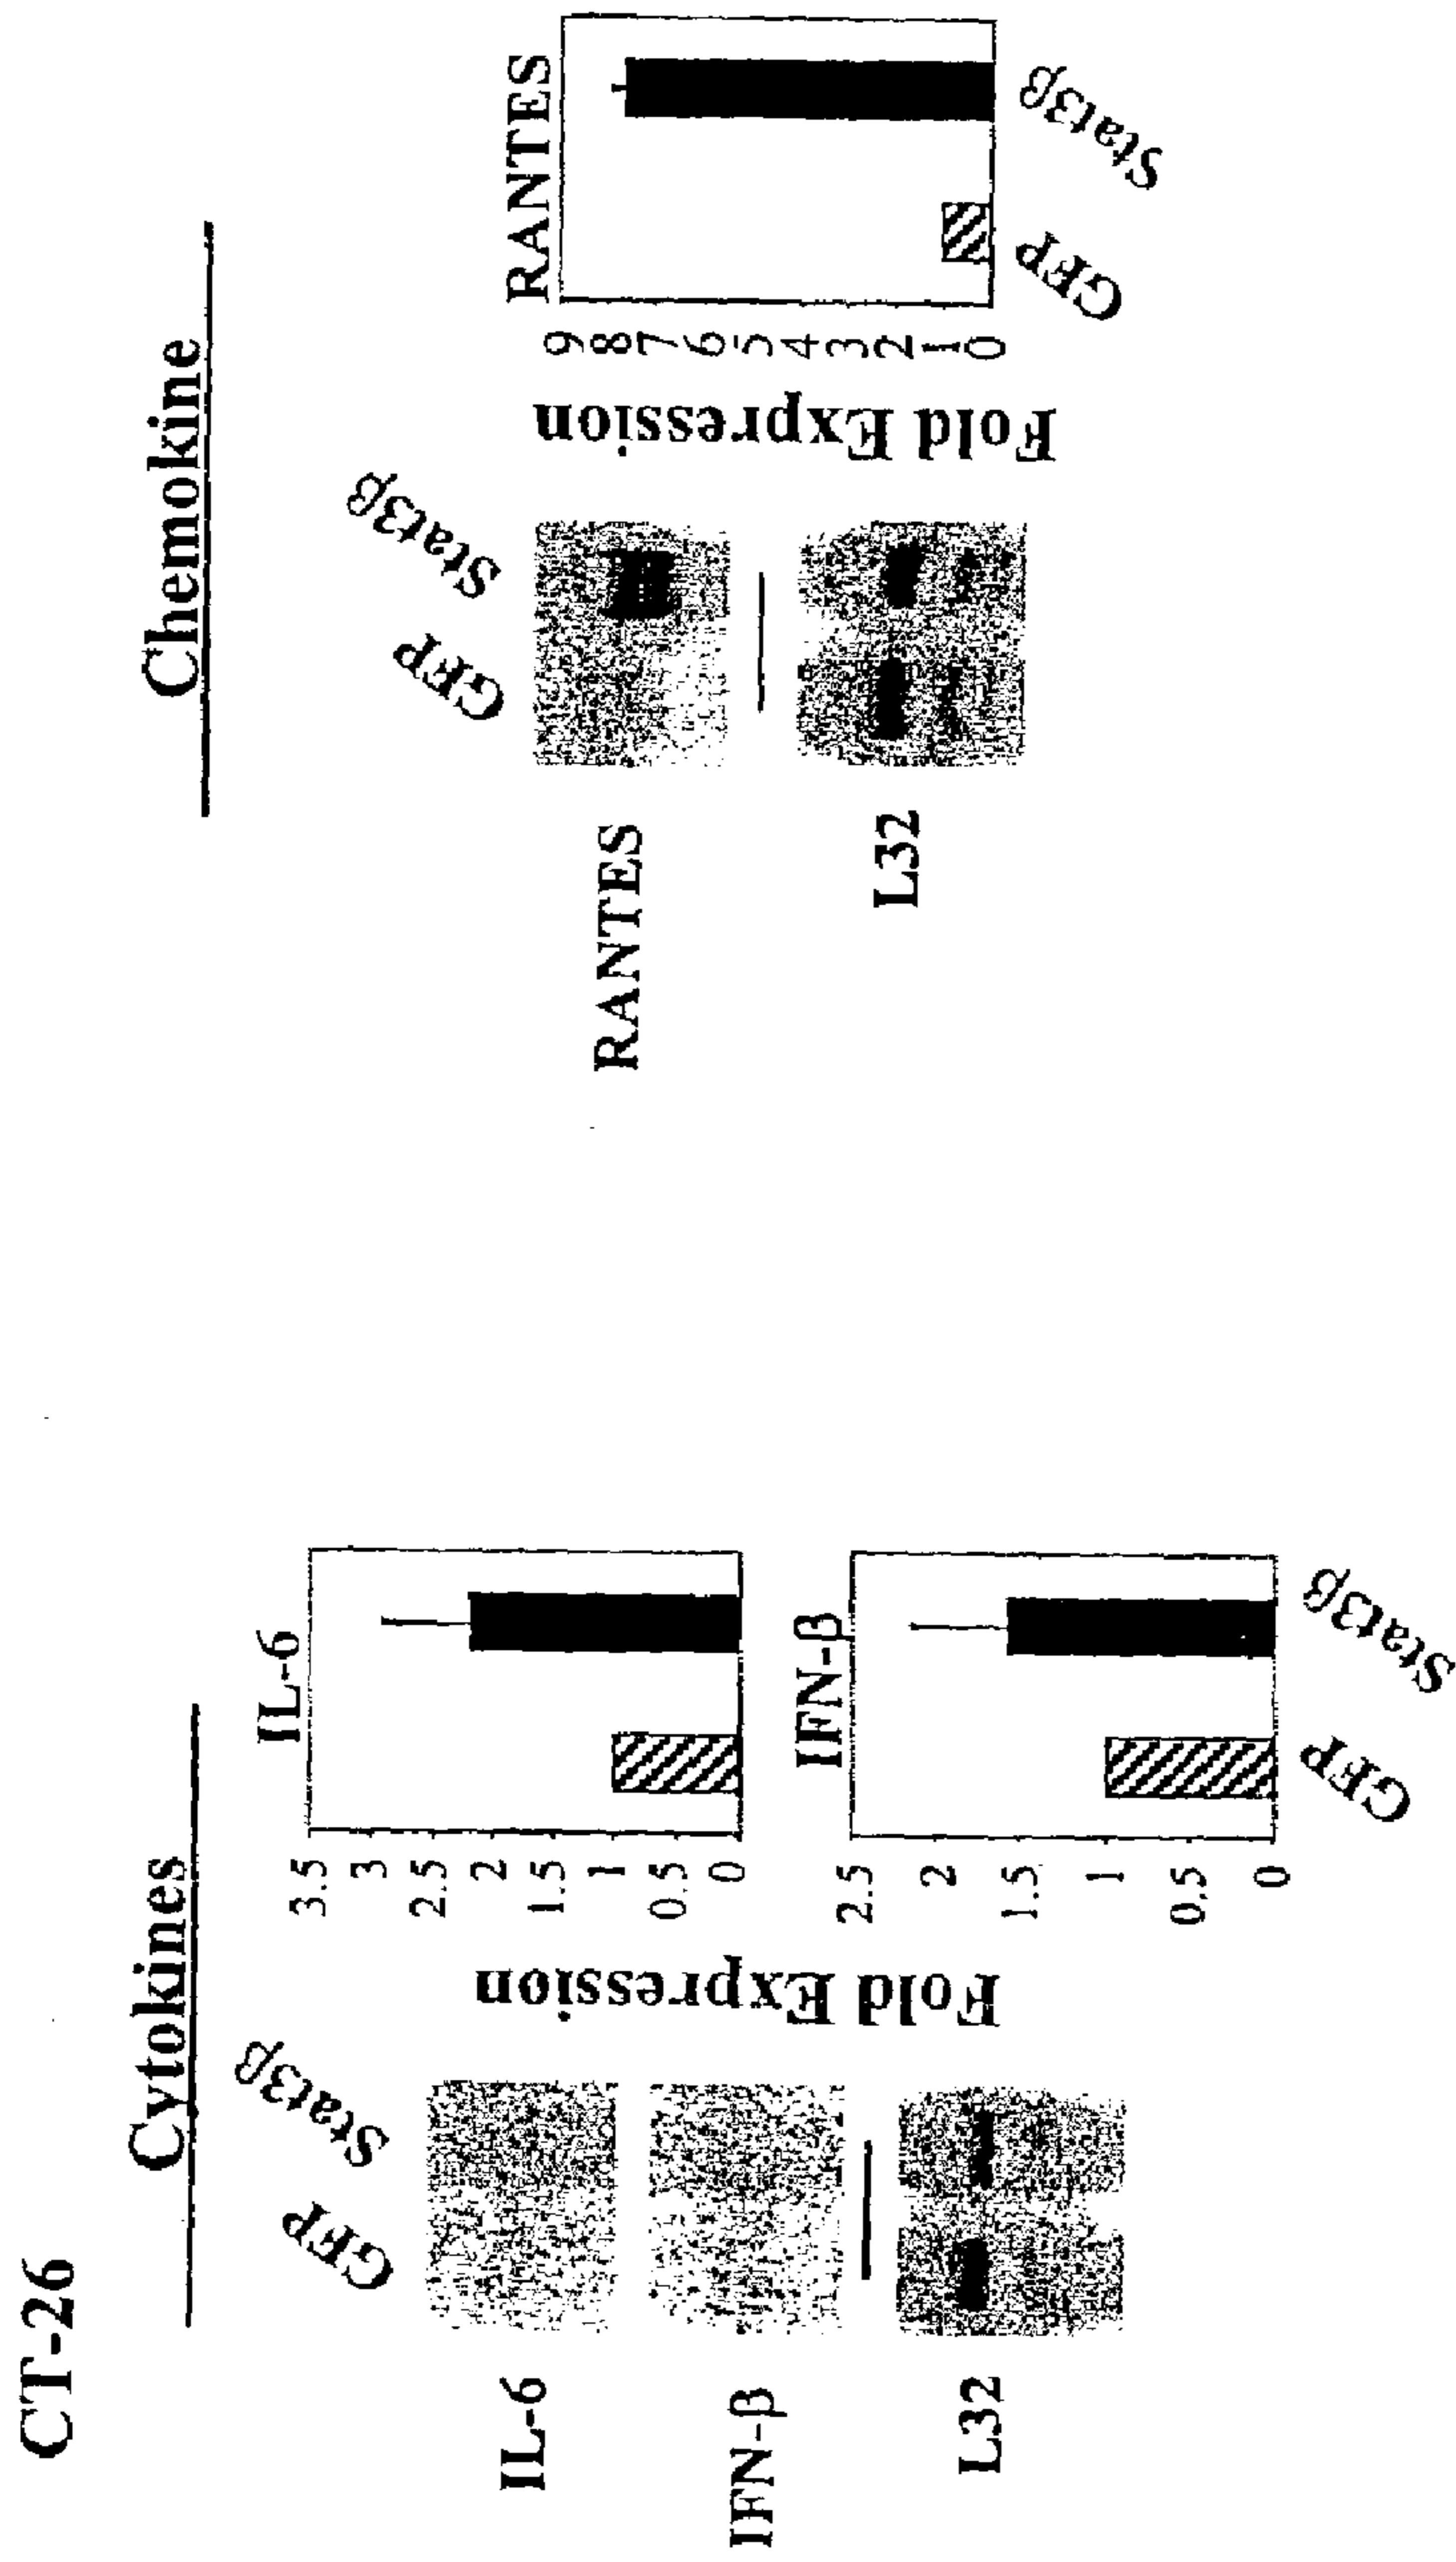 CT-26
Cytokines
GFP Stat3β
IL-6
IFN-β
L32
Fold Expression
IL-6
3.5
3
2.5
2
1.5
1
0.5
0
IFN-β
2.5
2
1.5
1
0.5
0
GFP Stat3β
Chemokine
GFP Stat3β
RANTES
L32
Fold Expression
RANTES
9
8
7
6
5
4
3
2
1
0
GFP Stat3β